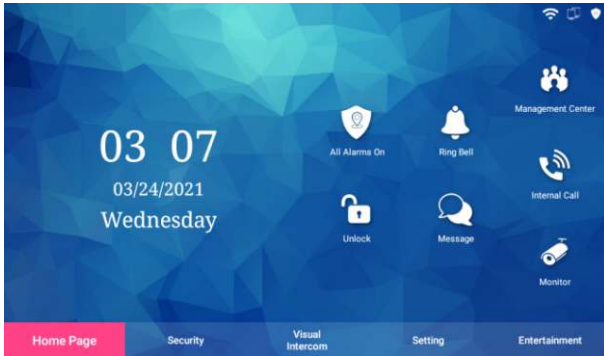 03 07
03/24/2021
Wednesday
All Alarms On
Ring Bell
Unlock
Message
Management Center
Internal Call
Monitor
Home Page
Security
Visual
Intercom
Setting
Entertainment